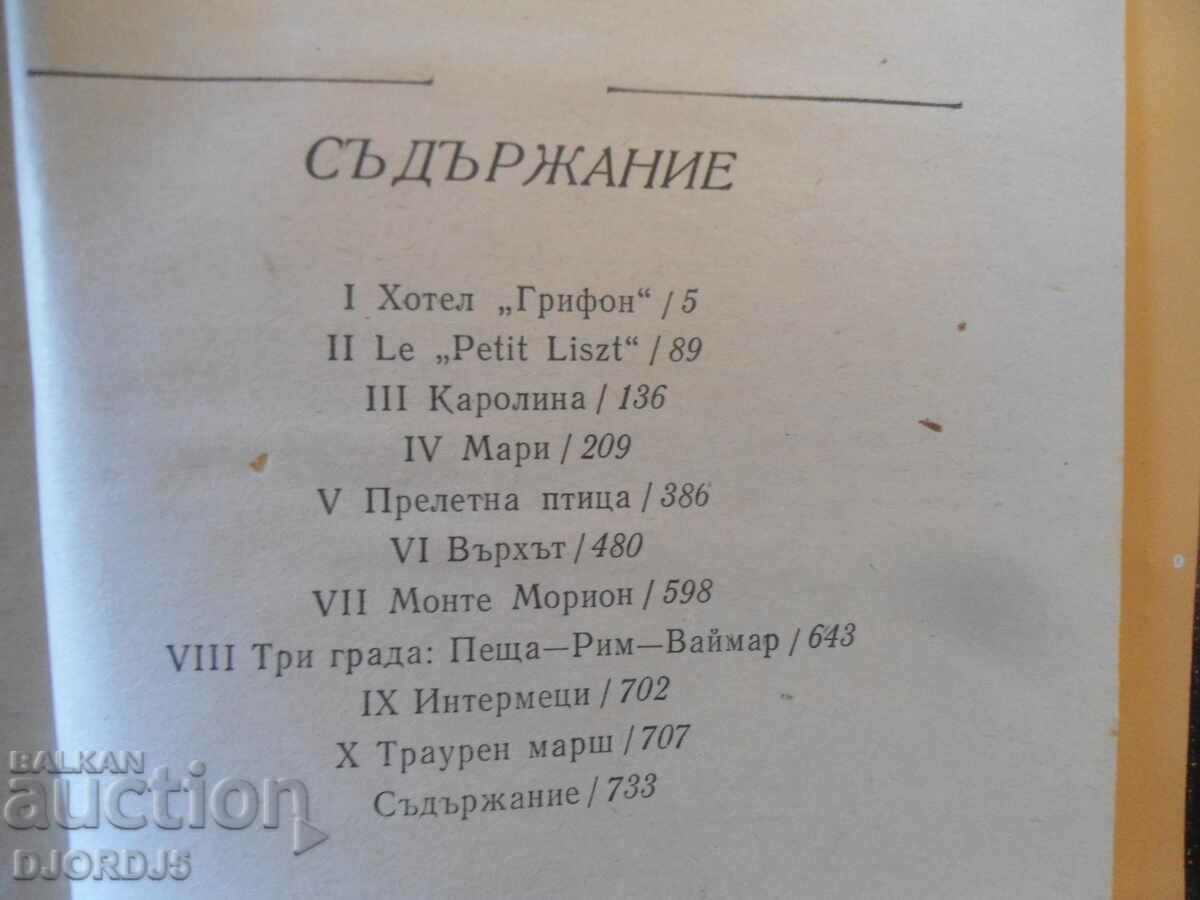 СЪДЪРЖАНИЕ
I Хотел „Грифон“ / 5
II Le „Petit Liszt“ / 89
III Каролина / 136
IV Мари / 209
V Прелетна птица / 386
VI Върхът / 480
VII Монте Морион / 598
VIII Три града: Пеща—Рим—Ваймар / 643
IX Интермеци / 702
X Траурен марш / 707
Съдържание / 733
BALKAN
auction
DJORDJ5